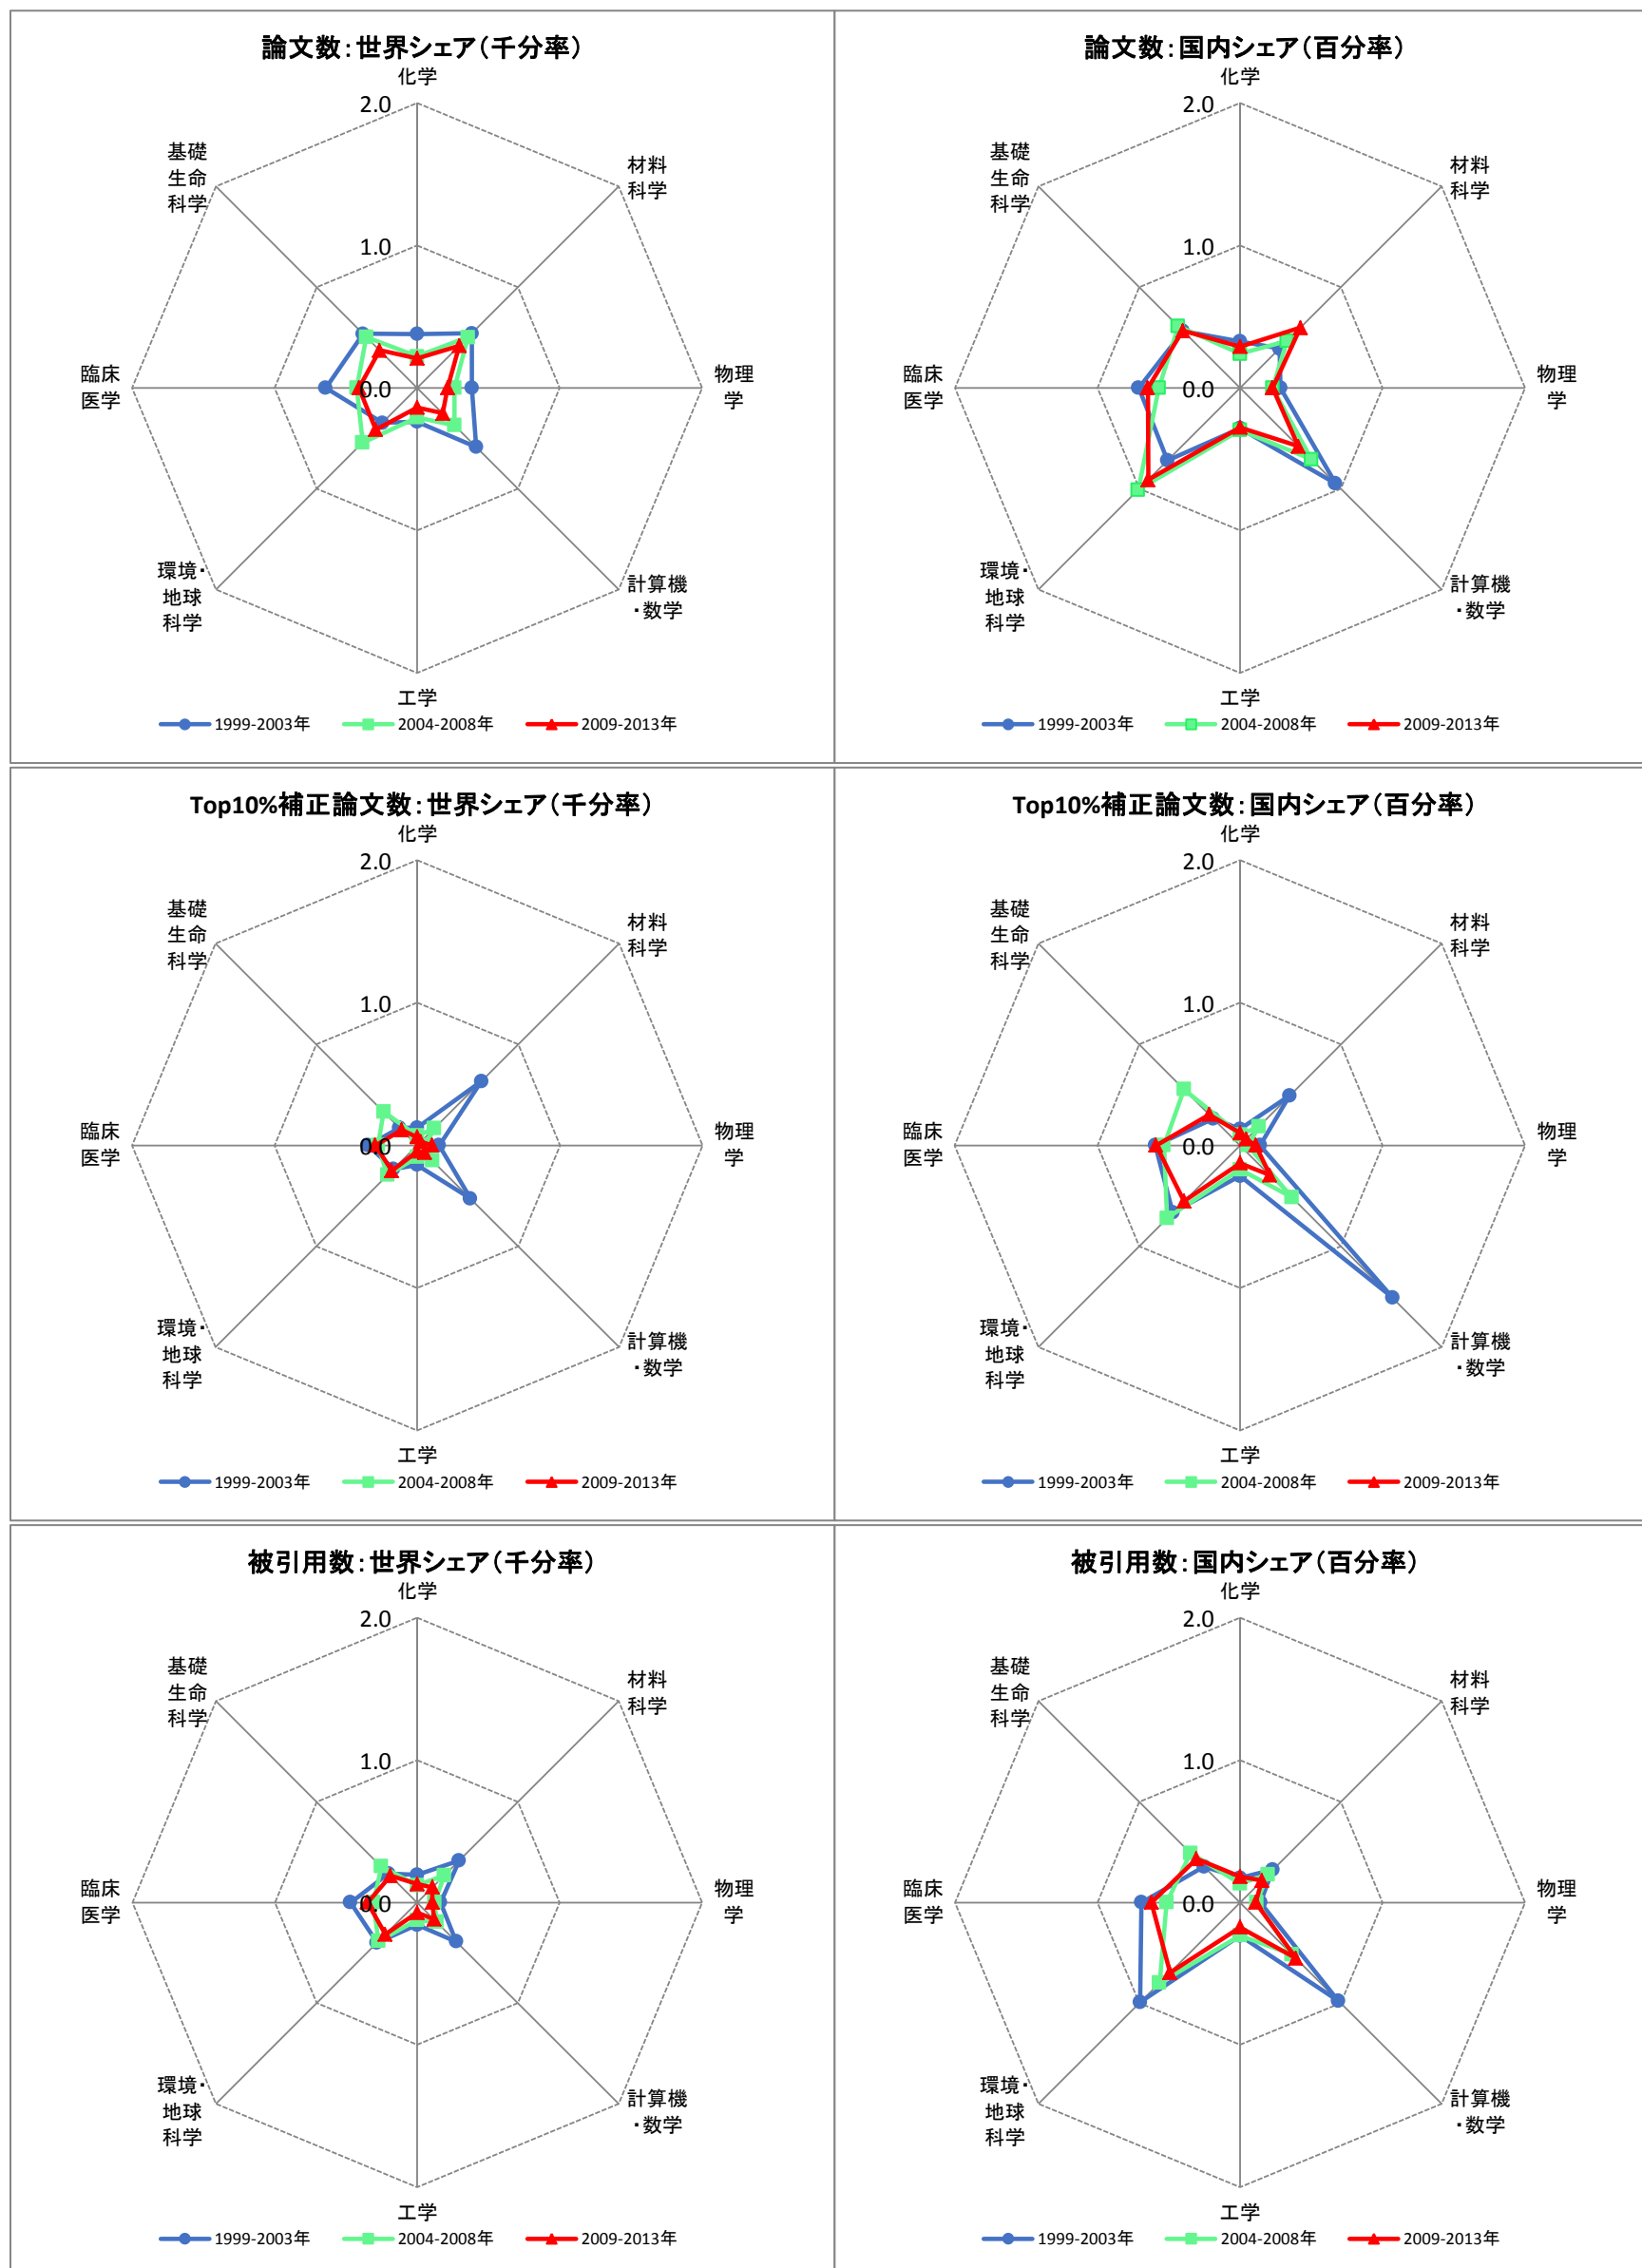 論文数：世界シェア（千分率）
化学
2.0
基礎
生命
科学
材料
科学
1.0
臨床
医学
0.0
物理
学
環境・
地球
科学
計算機
・数学
工学
1999-2003年 2004-2008年 2009-2013年
論文数：国内シェア（百分率）
化学
2.0
基礎
生命
科学
材料
科学
1.0
臨床
医学
0.0
物理
学
環境・
地球
科学
計算機
・数学
工学
1999-2003年 2004-2008年 2009-2013年
Top10%補正論文数：世界シェア（千分率）
化学
2.0
基礎
生命
科学
材料
科学
1.0
臨床
医学
0.0
物理
学
環境・
地球
科学
計算機
・数学
工学
1999-2003年 2004-2008年 2009-2013年
Top10%補正論文数：国内シェア（百分率）
化学
2.0
基礎
生命
科学
材料
科学
1.0
臨床
医学
0.0
物理
学
環境・
地球
科学
計算機
・数学
工学
1999-2003年 2004-2008年 2009-2013年
被引用数：世界シェア（千分率）
化学
2.0
基礎
生命
科学
材料
科学
1.0
臨床
医学
0.0
物理
学
環境・
地球
科学
計算機
・数学
工学
1999-2003年 2004-2008年 2009-2013年
被引用数：国内シェア（百分率）
化学
2.0
基礎
生命
科学
材料
科学
1.0
臨床
医学
0.0
物理
学
環境・
地球
科学
計算機
・数学
工学
1999-2003年 2004-2008年 2009-2013年